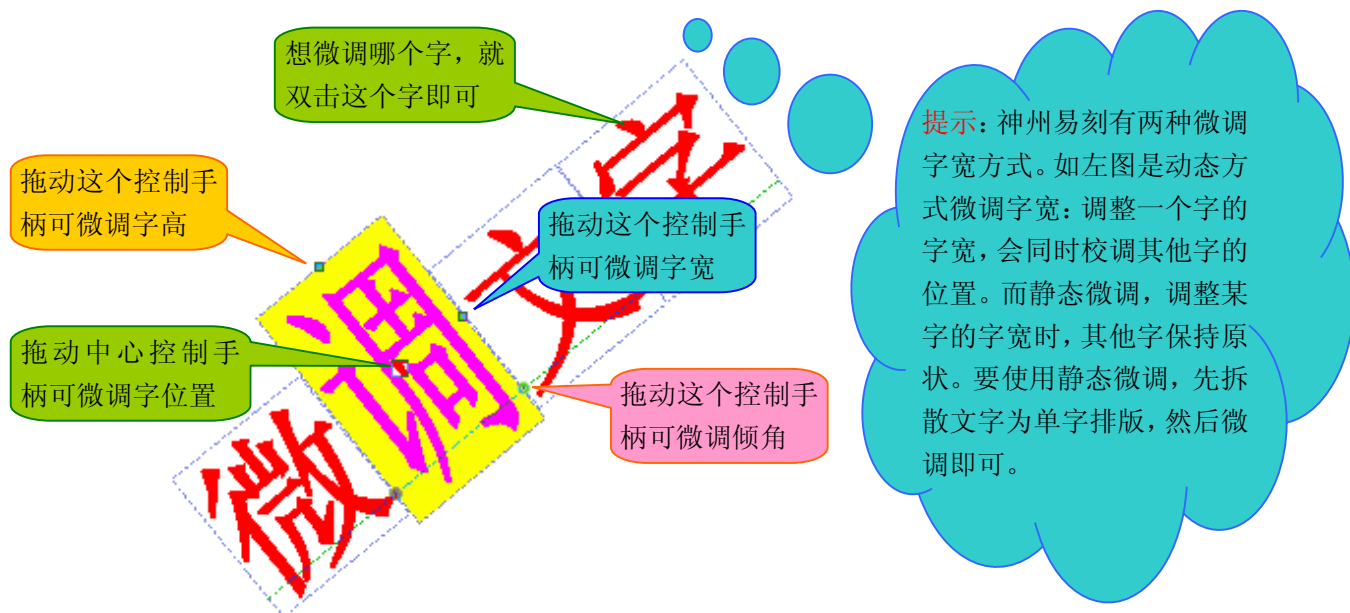 想微调哪个字，就
双击这个字即可
拖动这个控制手
柄可微调字高
拖动这个控制手
柄可微调字宽
拖动中心控制手
柄可微调字位置
拖动这个控制手
柄可微调倾角
微调文字
提示：神州易刻有两种微调
字宽方式。如左图是动态方
式微调字宽：调整一个字的
字宽，会同时校调其他字的
位置。而静态微调，调整某
字的字宽时，其他字保持原
状。要使用静态微调，先拆
散文字为单字排版，然后微
调即可。